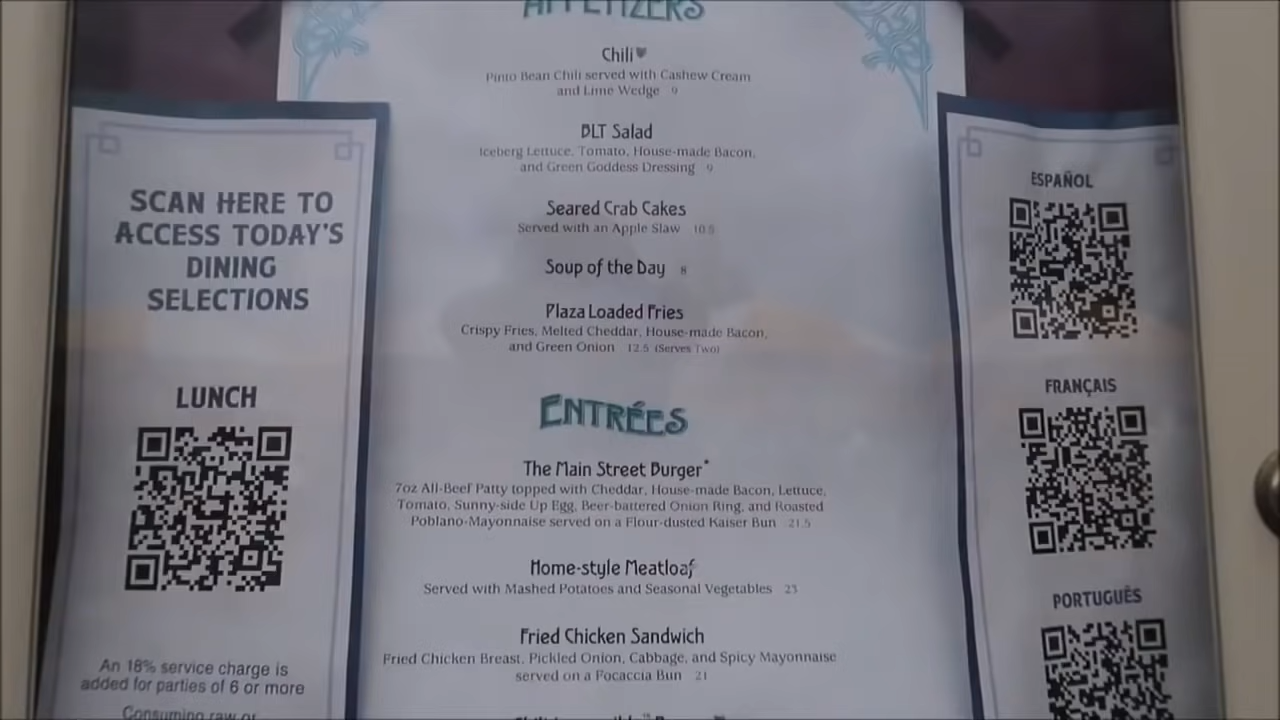 APPETIZERS
Chili
Pinto Bean Chili served with Cashew Cream
and Lime Wedge 9
BLT Salad
Iceberg Lettuce, Tomato, House-made Bacon,
and Green Goddess Dressing 9
Seared Crab Cakes
Served with an Apple Slaw 10.5
Soup of the Day 8
Plaza Loaded Fries
Crispy Fries, Melted Cheddar, House-made Bacon,
and Green Onion 12.5 (Serves Two)
ENTRÉES
The Main Street Burger*
7oz All-Beef Patty topped with Cheddar, House-made Bacon, Lettuce,
Tomato, Sunny-side Up Egg, Beer-battered Onion Ring, and Roasted
Poblano-Mayonnaise served on a Flour-dusted Kaiser Bun 21.5
Home-style Meatloaf
Served with Mashed Potatoes and Seasonal Vegetables 23
Fried Chicken Sandwich
Fried Chicken Breast, Pickled Onion, Cabbage, and Spicy Mayonnaise
served on a Focaccia Bun 21
SCAN HERE TO
ACCESS TODAY'S
DINING
SELECTIONS
LUNCH
An 18% service charge is
added for parties of 6 or more
Consuming raw or
ESPAÑOL
FRANÇAIS
PORTUGUÊS